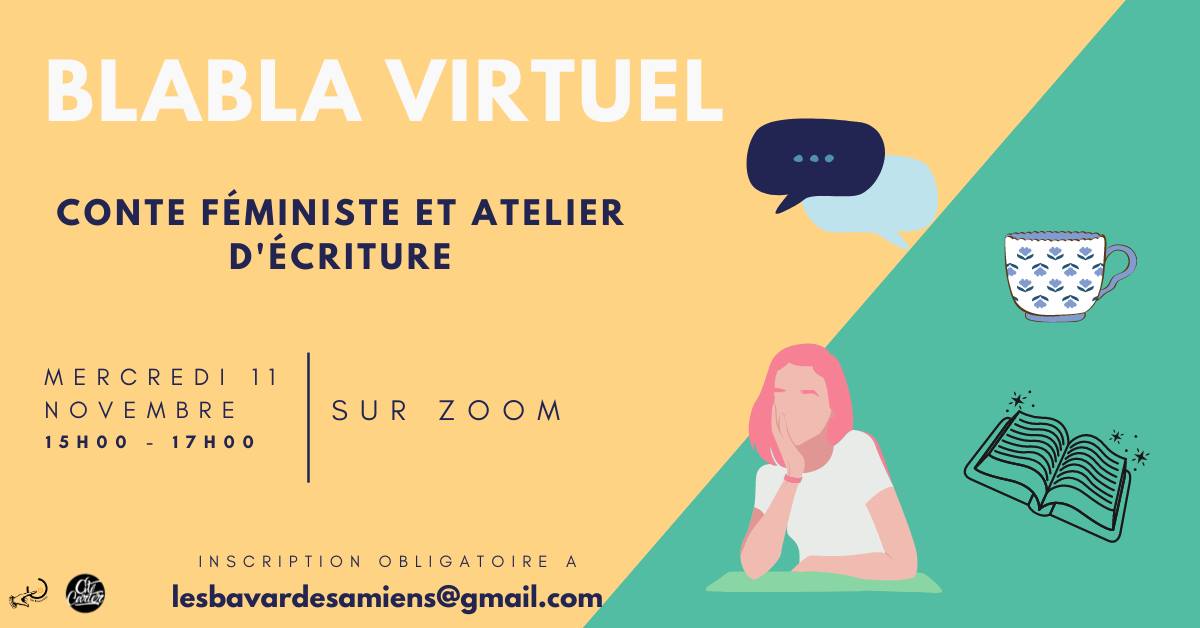 BLABLA VIRTUEL
CONTE FÉMINISTE ET ATELIER
D'ÉCRITURE
MERCREDI 11
NOVEMBRE
15H00 - 17H00
SUR ZOOM
INSCRIPTION OBLIGATOIRE A
lesbavardesamiens@gmail.com